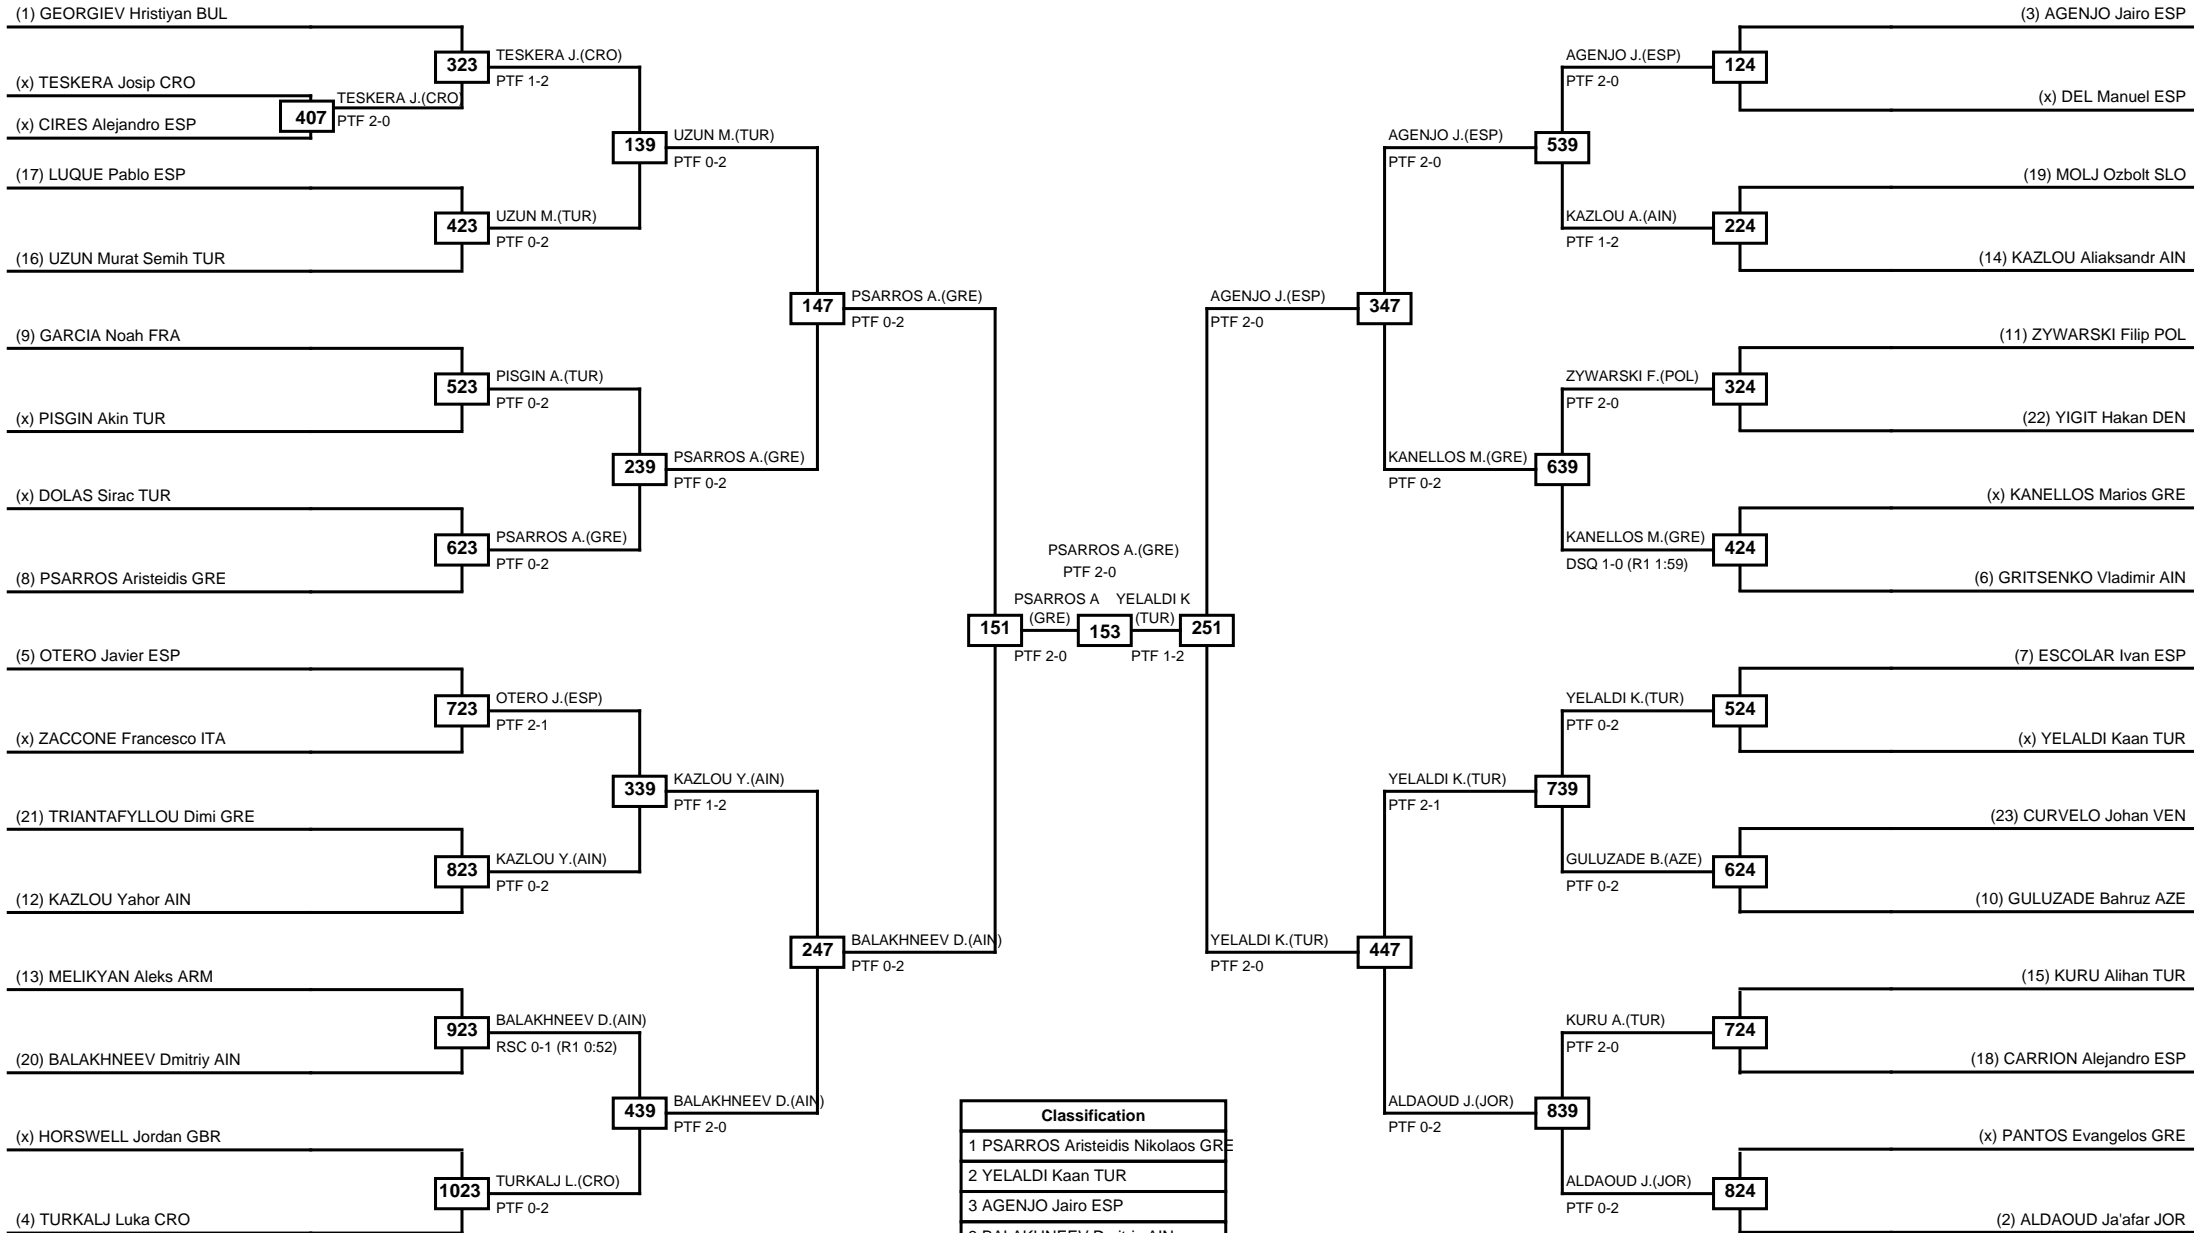 (1) GEORGIEV Hristiyan BUL
323
TESKERA J.(CRO)
PTF 1-2
(x) TESKERA Josip CRO
407
TESKERA J.(CRO)
PTF 2-0
(x) CIRES Alejandro ESP
139
UZUN M.(TUR)
PTF 0-2
(17) LUQUE Pablo ESP
423
UZUN M.(TUR)
PTF 0-2
(16) UZUN Murat Semih TUR
147
PSARROS A.(GRE)
PTF 0-2
(9) GARCIA Noah FRA
523
PISGIN A.(TUR)
PTF 0-2
(x) PISGIN Akin TUR
239
PSARROS A.(GRE)
PTF 0-2
(x) DOLAS Sirac TUR
623
PSARROS A.(GRE)
PTF 0-2
(8) PSARROS Aristeidis GRE
PSARROS A.(GRE)
PTF 2-0
151
PSARROS A
(GRE)
PTF 2-0
153
YELALDI K
(TUR)
PTF 1-2
251
(5) OTERO Javier ESP
723
OTERO J.(ESP)
PTF 2-1
(x) ZACCONE Francesco ITA
339
KAZLOU Y.(AIN)
PTF 1-2
(21) TRIANTAFYLLOU Dimi GRE
823
KAZLOU Y.(AIN)
PTF 0-2
(12) KAZLOU Yahor AIN
247
BALAKHNEEV D.(AIN)
PTF 0-2
(13) MELIKYAN Aleks ARM
923
BALAKHNEEV D.(AIN)
RSC 0-1 (R1 0:52)
(20) BALAKHNEEV Dmitriy AIN
439
BALAKHNEEV D.(AIN)
PTF 2-0
(x) HORSWELL Jordan GBR
1023
TURKALJ L.(CRO)
PTF 0-2
(4) TURKALJ Luka CRO
(3) AGENJO Jairo ESP
AGENJO J.(ESP)
PTF 2-0
124
(x) DEL Manuel ESP
AGENJO J.(ESP)
PTF 2-0
539
(19) MOLJ Ozbolt SLO
KAZLOU A.(AIN)
PTF 1-2
224
(14) KAZLOU Aliaksandr AIN
AGENJO J.(ESP)
PTF 2-0
347
(11) ZYWARSKI Filip POL
ZYWARSKI F.(POL)
PTF 2-0
324
(22) YIGIT Hakan DEN
KANELLOS M.(GRE)
PTF 0-2
639
(x) KANELLOS Marios GRE
KANELLOS M.(GRE)
DSQ 1-0 (R1 1:59)
424
(6) GRITSENKO Vladimir AIN
(7) ESCOLAR Ivan ESP
YELALDI K.(TUR)
PTF 0-2
524
(x) YELALDI Kaan TUR
YELALDI K.(TUR)
PTF 2-1
739
(23) CURVELO Johan VEN
GULUZADE B.(AZE)
PTF 0-2
624
(10) GULUZADE Bahruz AZE
YELALDI K.(TUR)
PTF 2-0
447
(15) KURU Alihan TUR
KURU A.(TUR)
PTF 2-0
724
(18) CARRION Alejandro ESP
ALDAOUD J.(JOR)
PTF 0-2
839
(x) PANTOS Evangelos GRE
ALDAOUD J.(JOR)
PTF 0-2
824
(2) ALDAOUD Ja'afar JOR
Classification
1 PSARROS Aristeidis Nikolaos GRE
2 YELALDI Kaan TUR
3 AGENJO Jairo ESP